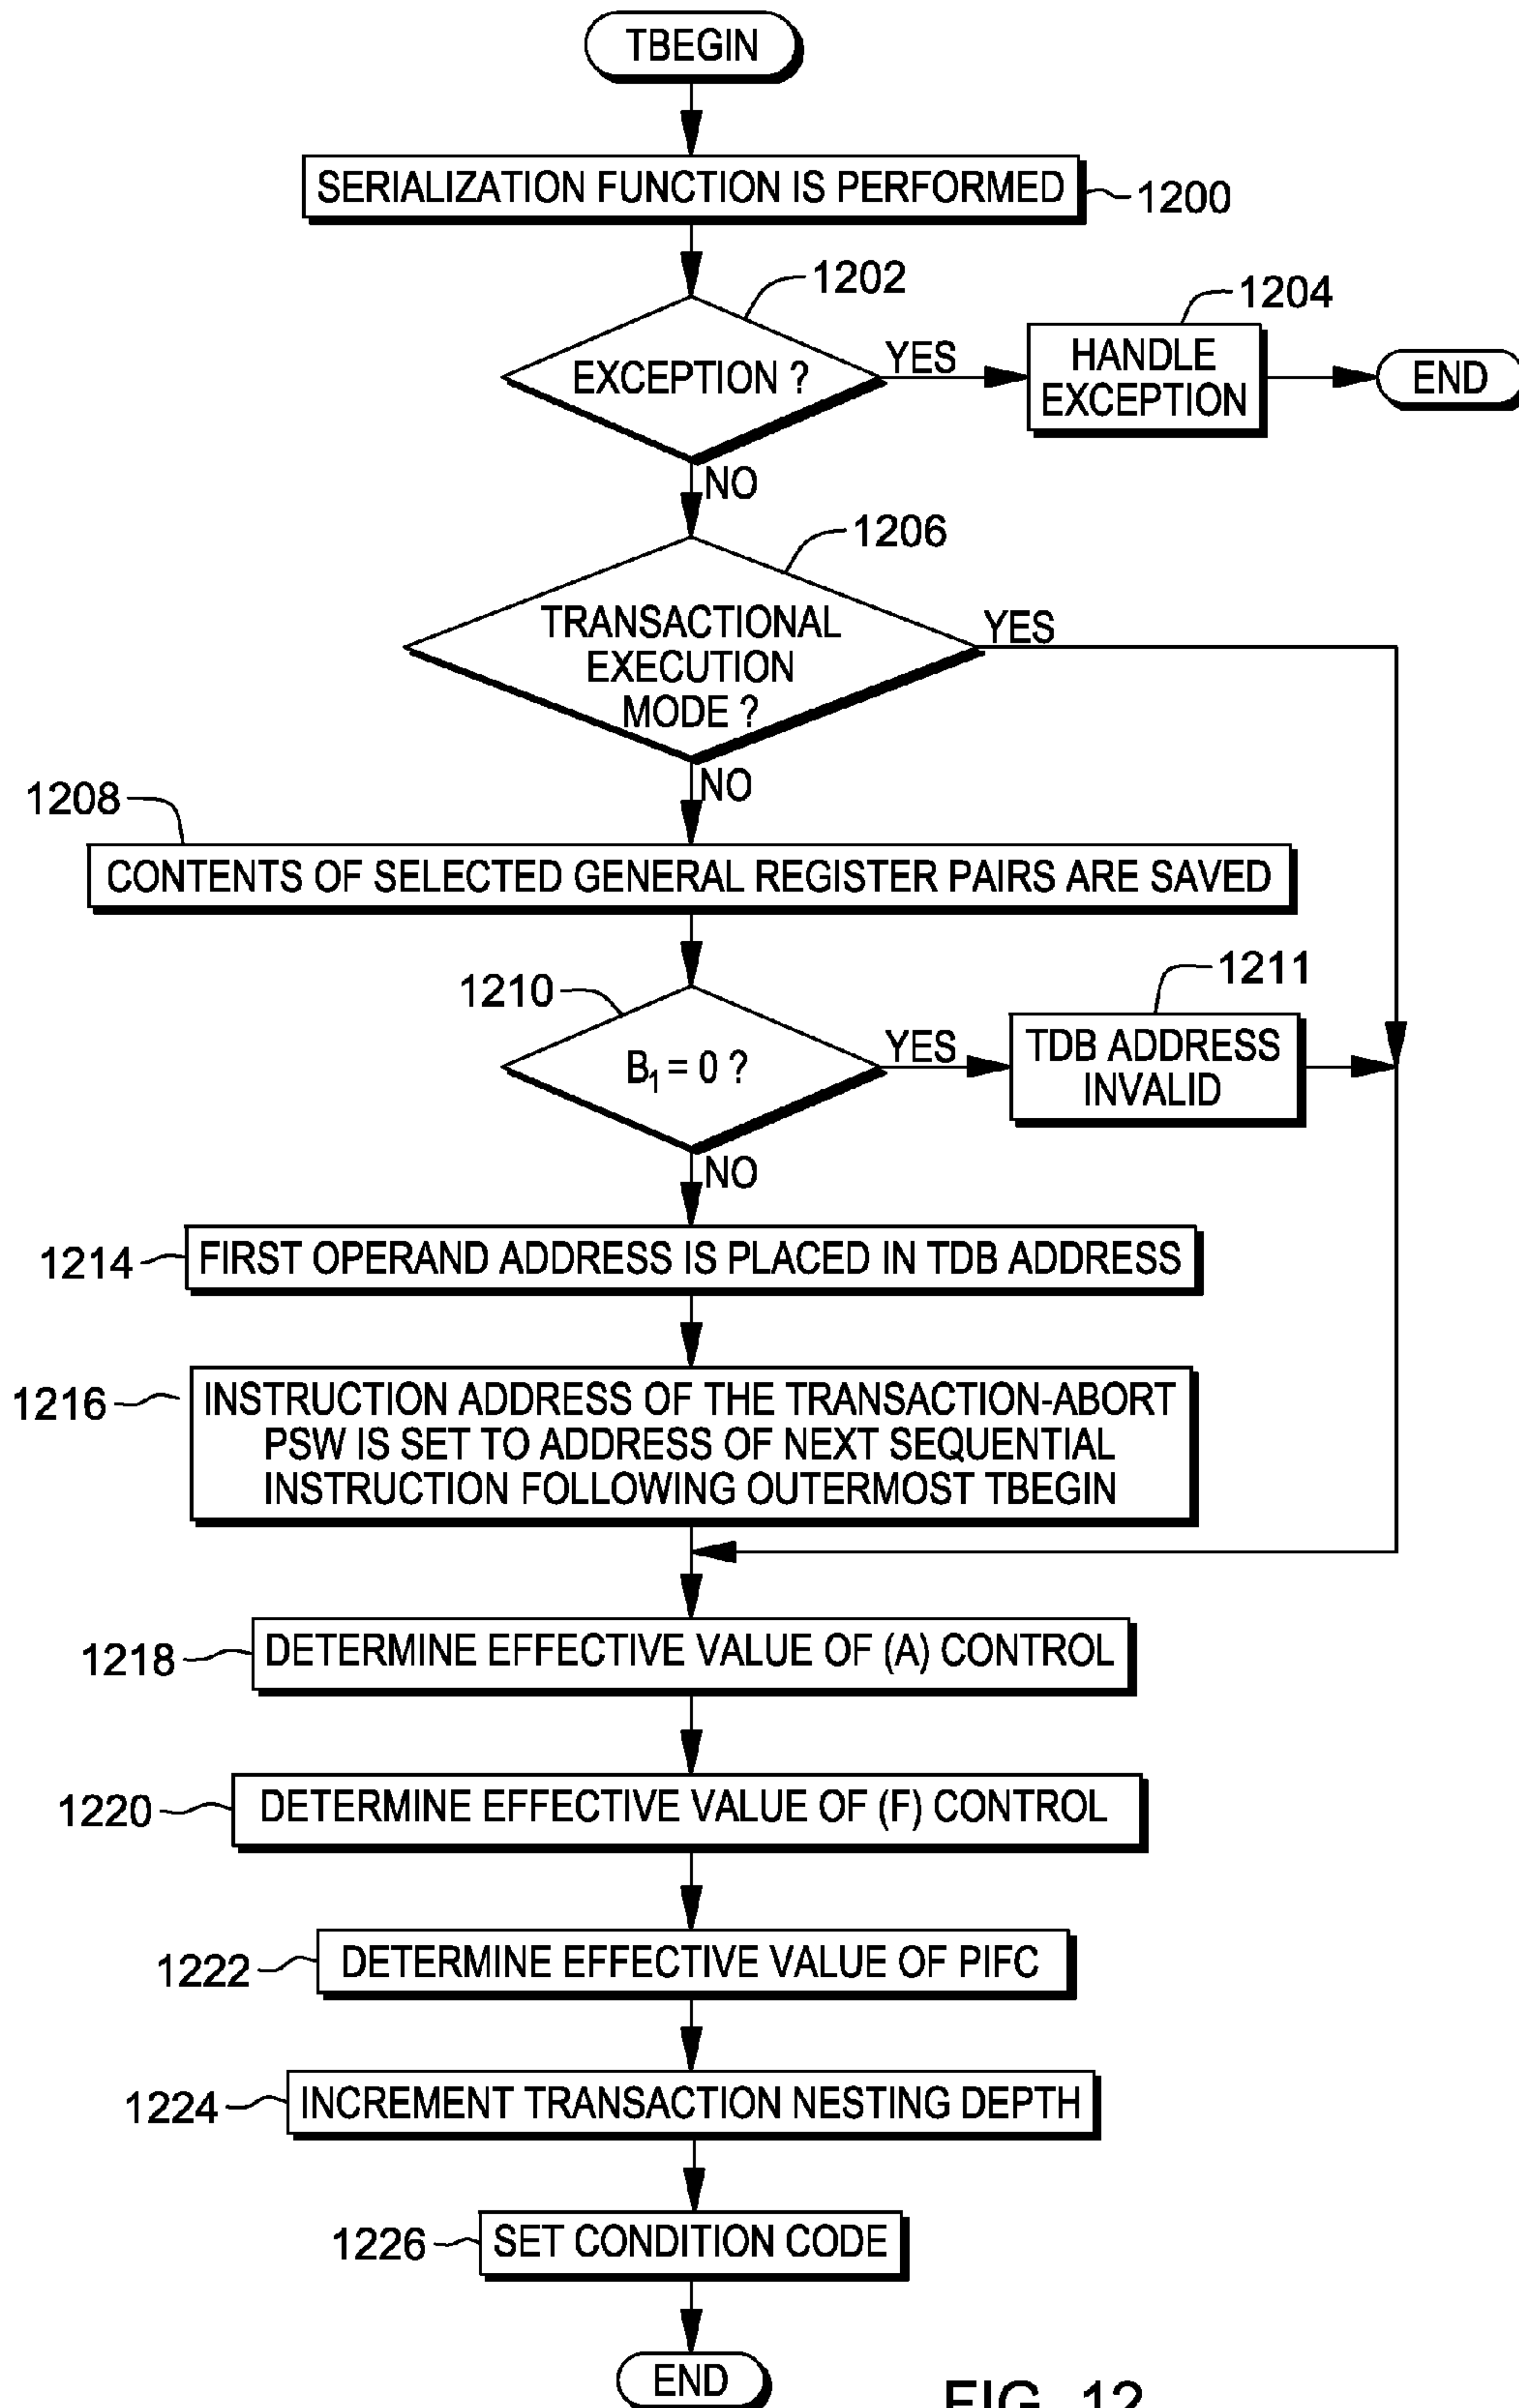 TBEGIN
SERIALIZATION FUNCTION IS PERFORMED
1200
1202
1204
EXCEPTION ?
YES
HANDLE
EXCEPTION
END
NO
1206
TRANSACTIONAL
EXECUTION
MODE ?
YES
NO
1208
CONTENTS OF SELECTED GENERAL REGISTER PAIRS ARE SAVED
1210
1211
B₁ = 0 ?
YES
TDB ADDRESS
INVALID
NO
1214
FIRST OPERAND ADDRESS IS PLACED IN TDB ADDRESS
1216
INSTRUCTION ADDRESS OF THE TRANSACTION-ABORT
PSW IS SET TO ADDRESS OF NEXT SEQUENTIAL
INSTRUCTION FOLLOWING OUTERMOST TBEGIN
1218
DETERMINE EFFECTIVE VALUE OF (A) CONTROL
1220
DETERMINE EFFECTIVE VALUE OF (F) CONTROL
1222
DETERMINE EFFECTIVE VALUE OF PIFC
1224
INCREMENT TRANSACTION NESTING DEPTH
1226
SET CONDITION CODE
END
FIG. 12